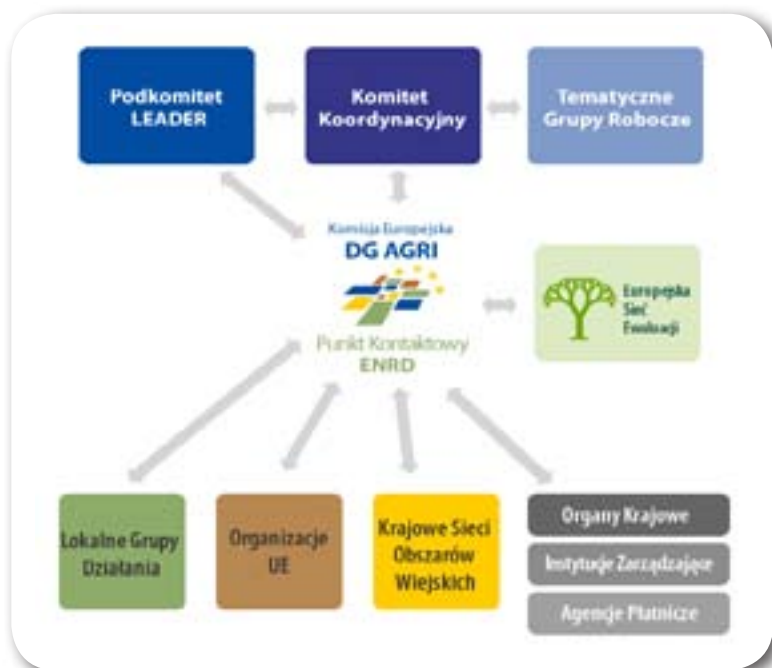 Podkomitet
LEADER
Komitet
Koordynacyjny
Tematyczne
Grupy Robocze
Komisja Europejska
DG AGRI
Punkt Kontaktowy
ENRD
Europejska
Sieć
Ewaluacji
Lokalne Grupy
Działania
Organizacje
UE
Krajowe Sieci
Obszarów
Wiejskich
Organy Krajowe
Instytucje Zarządzające
Agencje Płatnicze